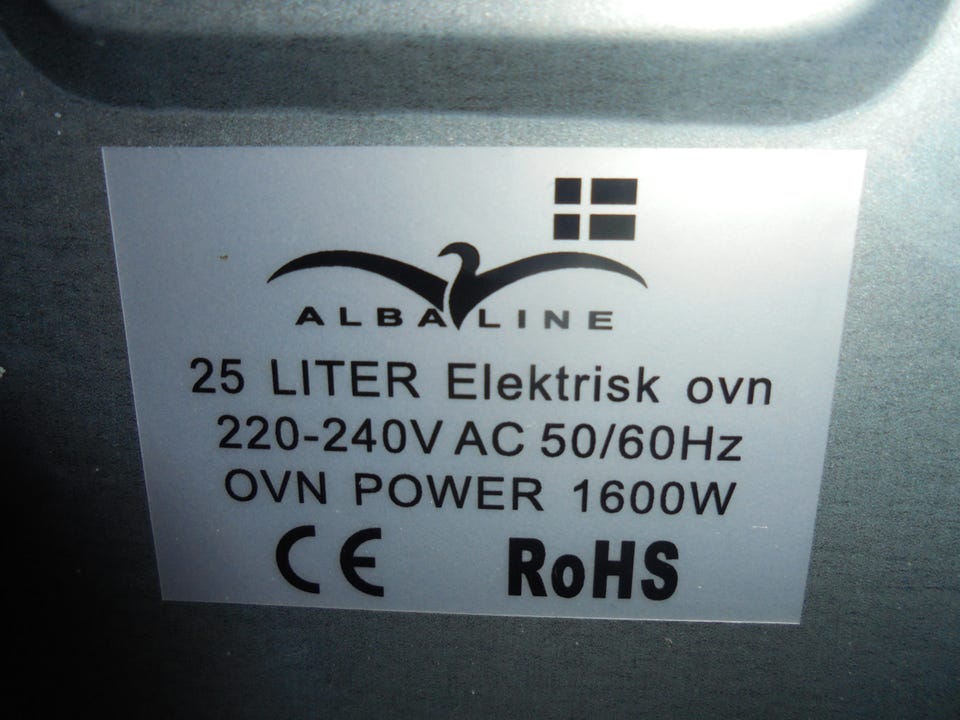 ALBALINE
25 LITER Elektrisk ovn
220-240V AC 50/60Hz
OVN POWER 1600W
CE RoHS